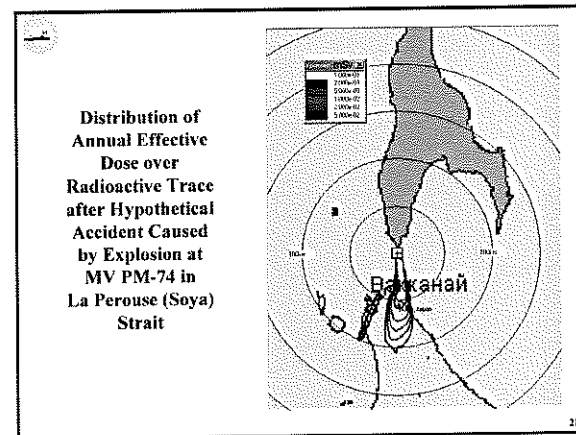 Distribution of
Annual Effective
Dose over
Radioactive Trace
after Hypothetical
Accident Caused
by Explosion at
MV PM-74 in
La Perouse (Soya)
Strait
mSv
Вакканай